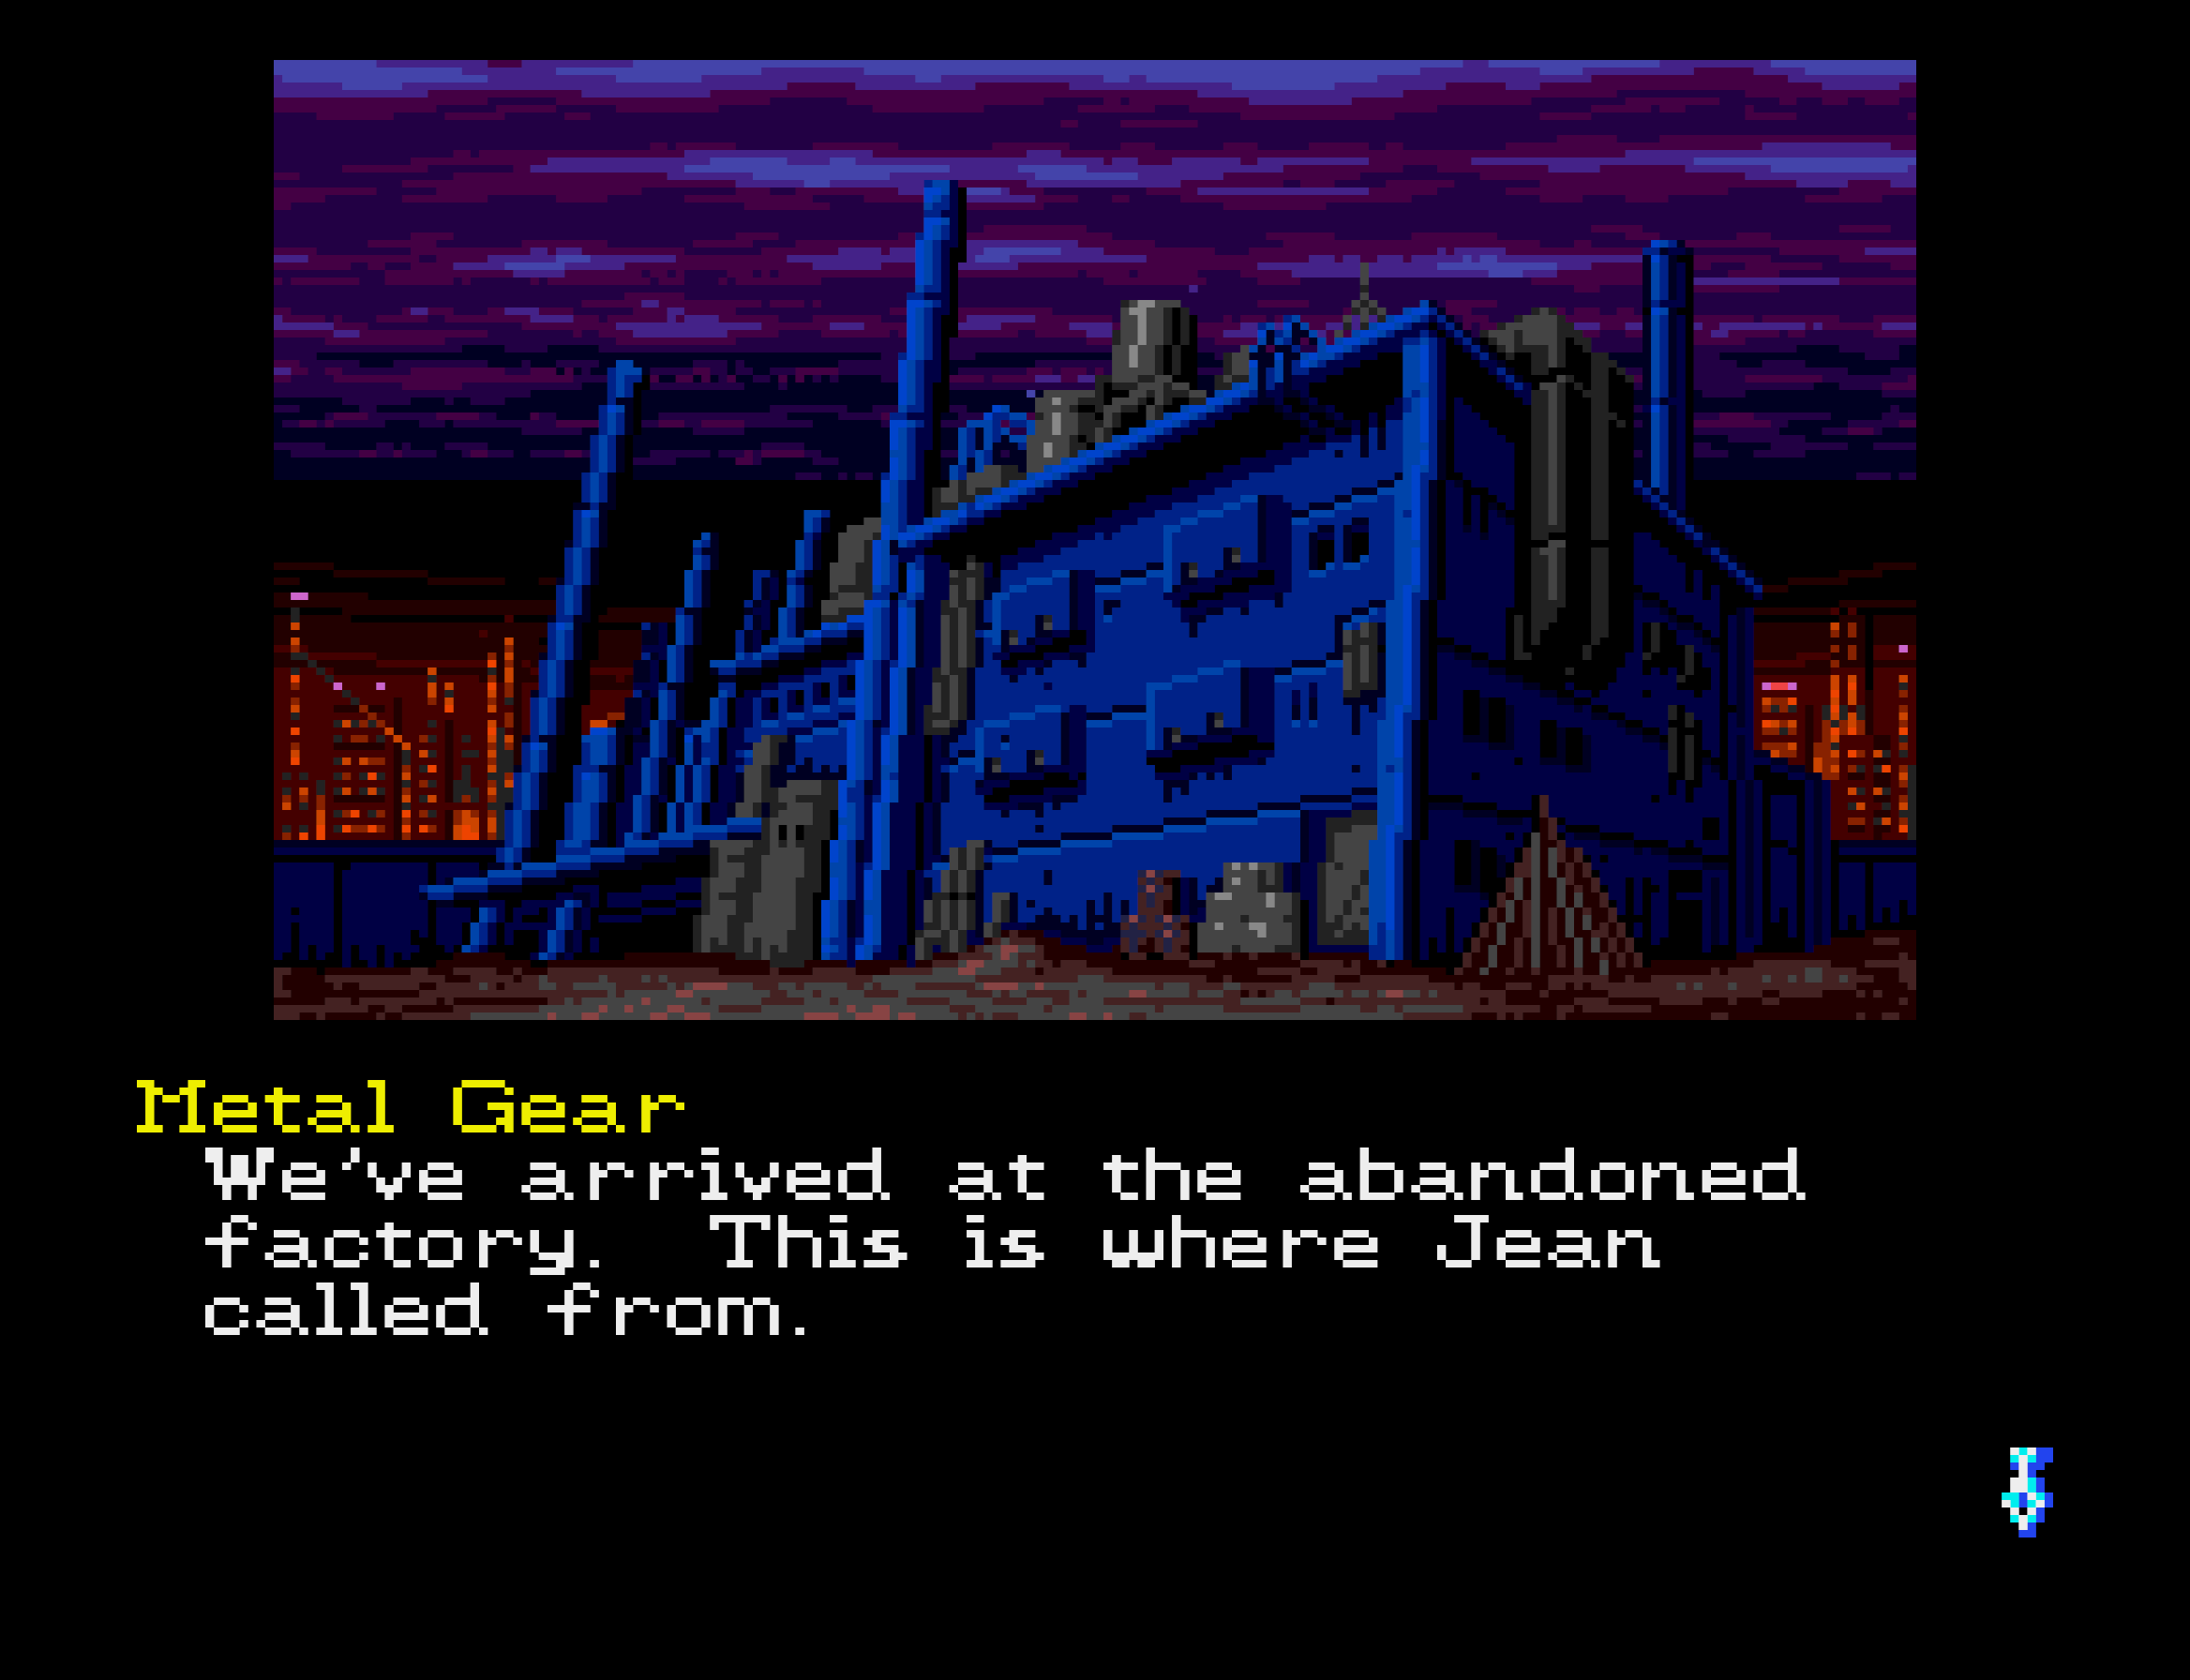 Metal Gear
We've arrived at the abandoned
factory.  This is where Jean
called from.